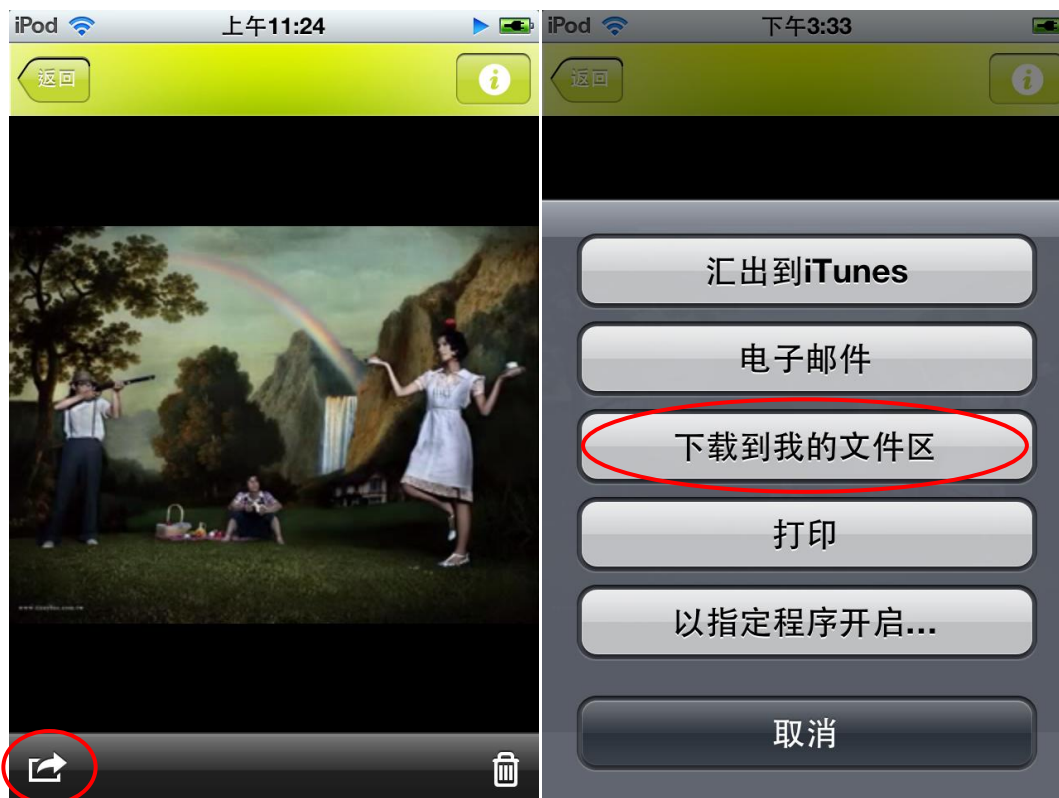 iPod 上午11:24
返回
iPod 下午3:33
返回
汇出到iTunes
电子邮件
下载到我的文件区
打印
以指定程序开启...
取消